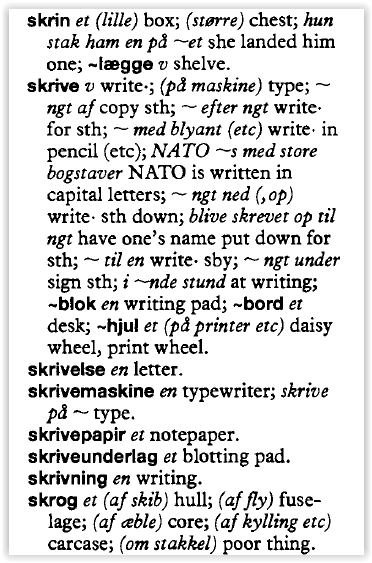 skrin et (lille) box; (større) chest; hun
stak ham en på ~et she landed him
one; ~lægge v shelve.
skrive v write·; (på maskine) type; ~
ngt af copy sth; ~ efter ngt write·
for sth; ~ med blyant (etc) write· in
pencil (etc); NATO ~s med store
bogstaver NATO is written in
capital letters; ~ ngt ned (,op)
write· sth down; blive skrevet op til
ngt have one's name put down for
sth; ~ til en write· sby; ~ ngt under
sign sth; i ~nde stund at writing;
~blok en writing pad; ~bord et
desk; ~hjul et (på printer etc) daisy
wheel, print wheel.
skrivelse en letter.
skrivemaskine en typewriter; skrive
på ~ type.
skrivepapir et notepaper.
skriveunderlag et blotting pad.
skrivning en writing.
skrog et (af skib) hull; (af fly) fuse-
lage; (af æble) core; (af kylling etc)
carcase; (om stakkel) poor thing.